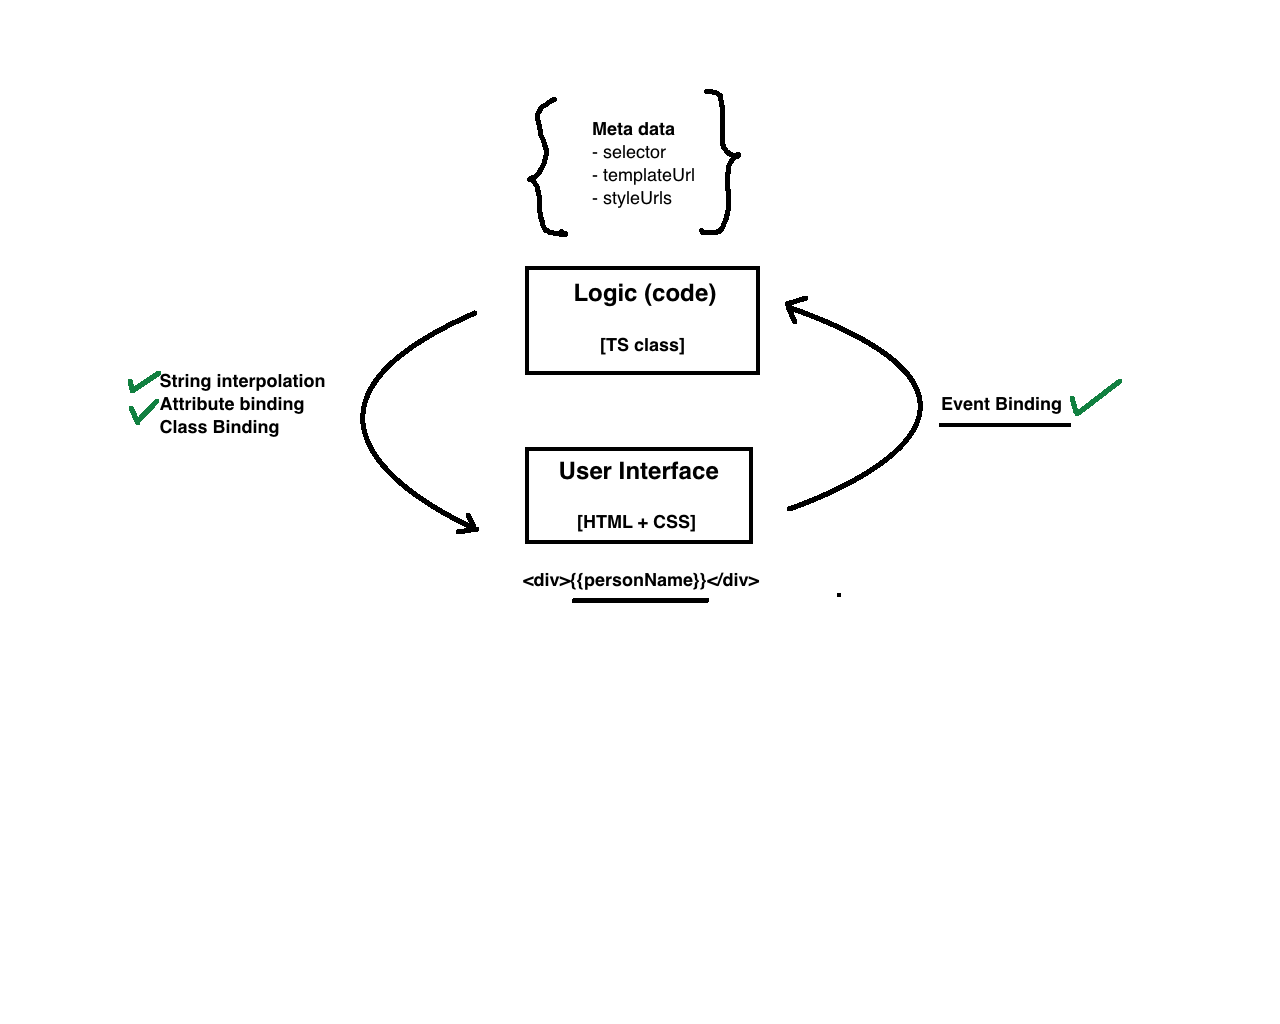 Meta data
- selector
- templateUrl
- styleUrls
Logic (code)
[TS class]
String interpolation
Attribute binding
Class Binding
Event Binding
User Interface
[HTML + CSS]
<div>{{personName}}</div>